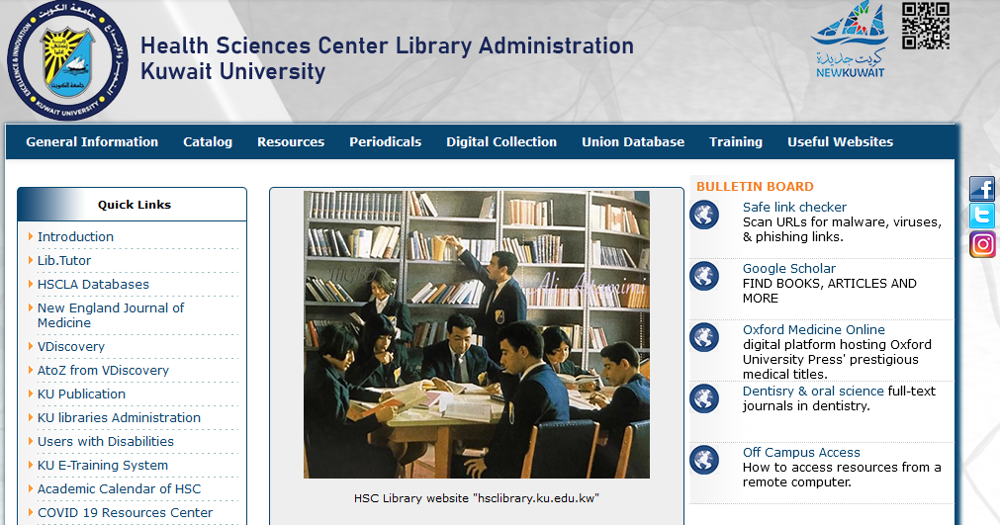 جامعة الكويت
EXCELLENCE & INNOVATION
KUWAIT UNIVERSITY
Health Sciences Center Library Administration
Kuwait University
كويت جديدة
NEWKUWAIT
General Information Catalog Resources Periodicals Digital Collection Union Database Training Useful Websites
Quick Links
Introduction
Lib.Tutor
HSCLA Databases
New England Journal of
Medicine
VDiscovery
AtoZ from VDiscovery
KU Publication
KU libraries Administration
Users with Disabilities
KU E-Training System
Academic Calendar of HSC
COVID 19 Resources Center
HSC Library website "hsclibrary.ku.edu.kw"
BULLETIN BOARD
Safe link checker
Scan URLs for malware, viruses,
& phishing links.
Google Scholar
FIND BOOKS, ARTICLES AND
MORE
Oxford Medicine Online
digital platform hosting Oxford
University Press' prestigious
medical titles.
Dentisry & oral science full-text
journals in dentistry.
Off Campus Access
How to access resources from a
remote computer.